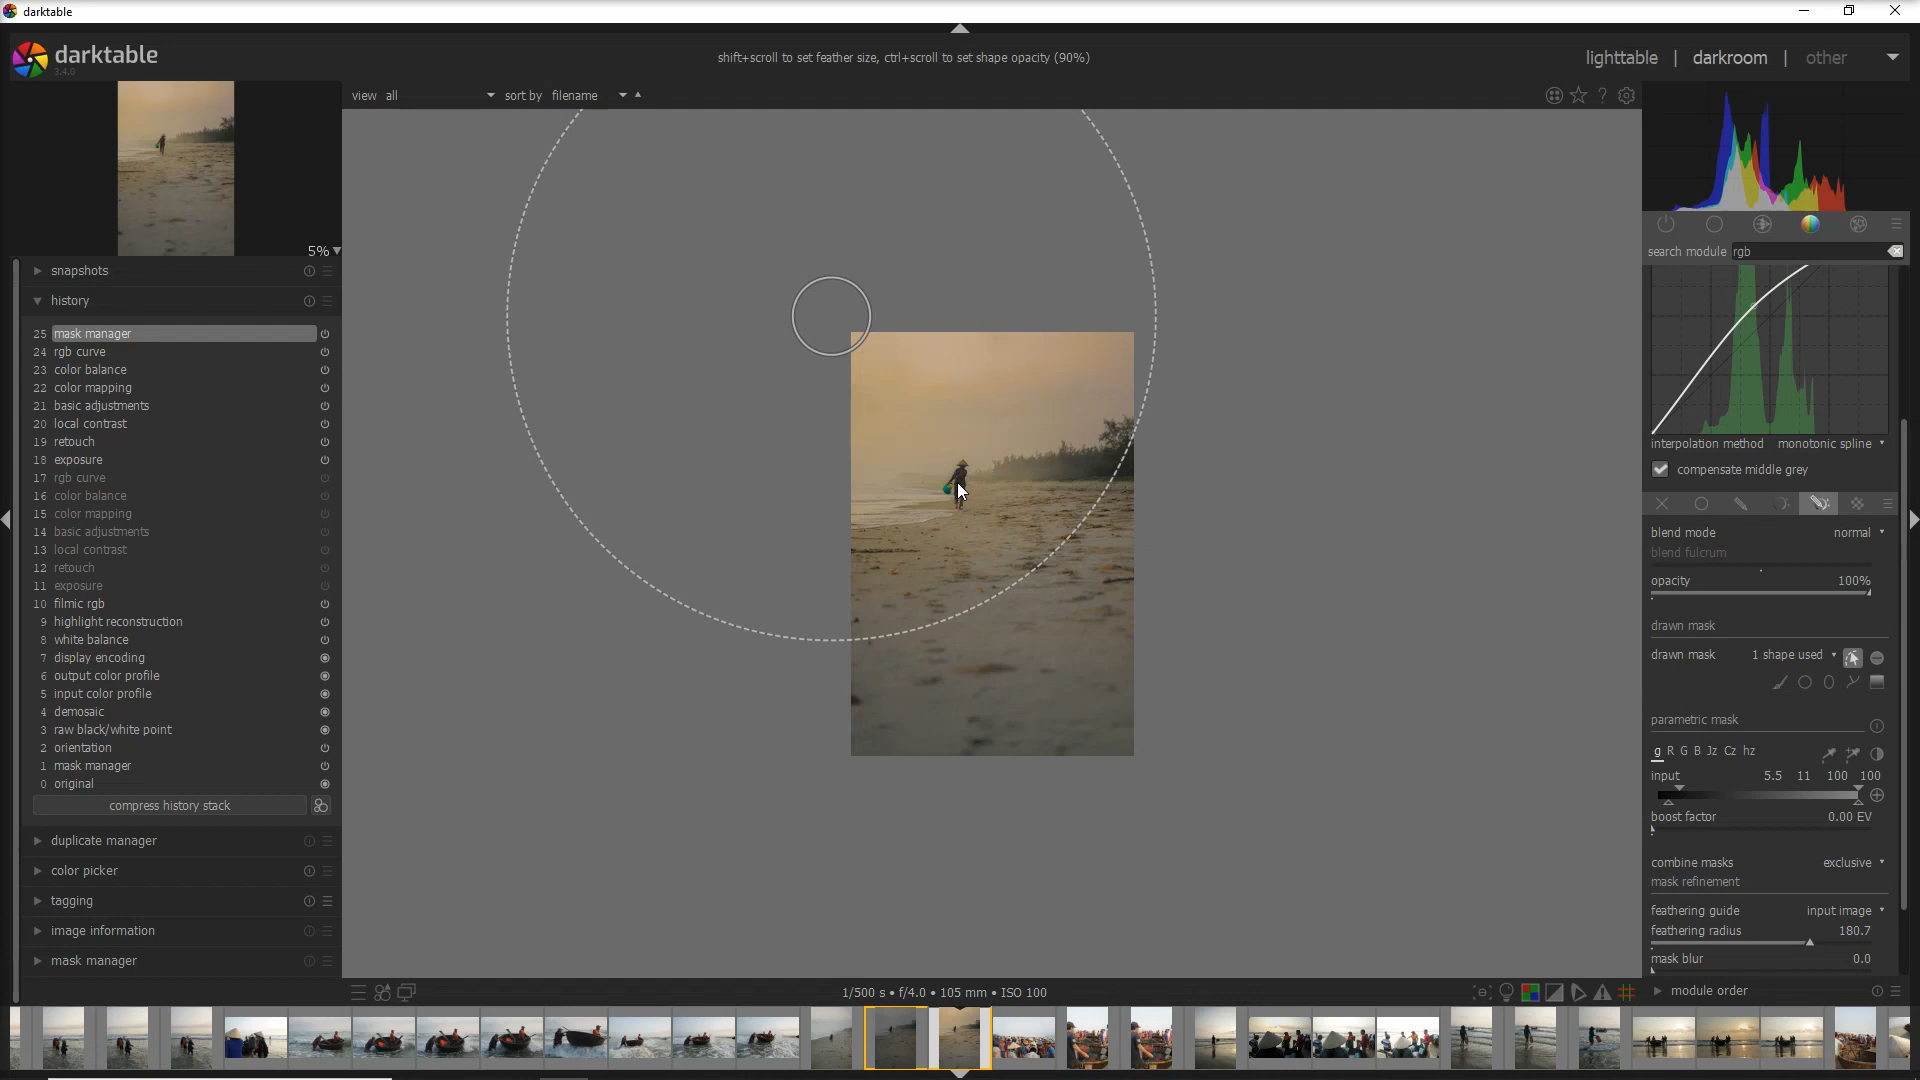 darktable
darktable
3.4.0
shift+scroll to set feather size, ctrl+scroll to set shape opacity (90%)
lighttable | darkroom | other
view all
sort by filename
5%
snapshots
history
25 mask manager
24 rgb curve
23 color balance
22 color mapping
21 basic adjustments
20 local contrast
19 retouch
18 exposure
17 rgb curve
16 color balance
15 color mapping
14 basic adjustments
13 local contrast
12 retouch
11 exposure
10 filmic rgb
9 highlight reconstruction
8 white balance
7 display encoding
6 output color profile
5 input color profile
4 demosaic
3 raw black/white point
2 orientation
1 mask manager
0 original
compress history stack
duplicate manager
color picker
tagging
image information
mask manager
1/500 s • f/4.0 • 105 mm • ISO 100
search module rgb
interpolation method monotonic spline
compensate middle grey
blend mode normal
blend fulcrum
opacity 100%
drawn mask
drawn mask 1 shape used
parametric mask
g R G B Jz Cz hz
input 5.5 11 100 100
boost factor 0.00 EV
combine masks exclusive
mask refinement
feathering guide input image
feathering radius 180.7
mask blur 0.0
module order